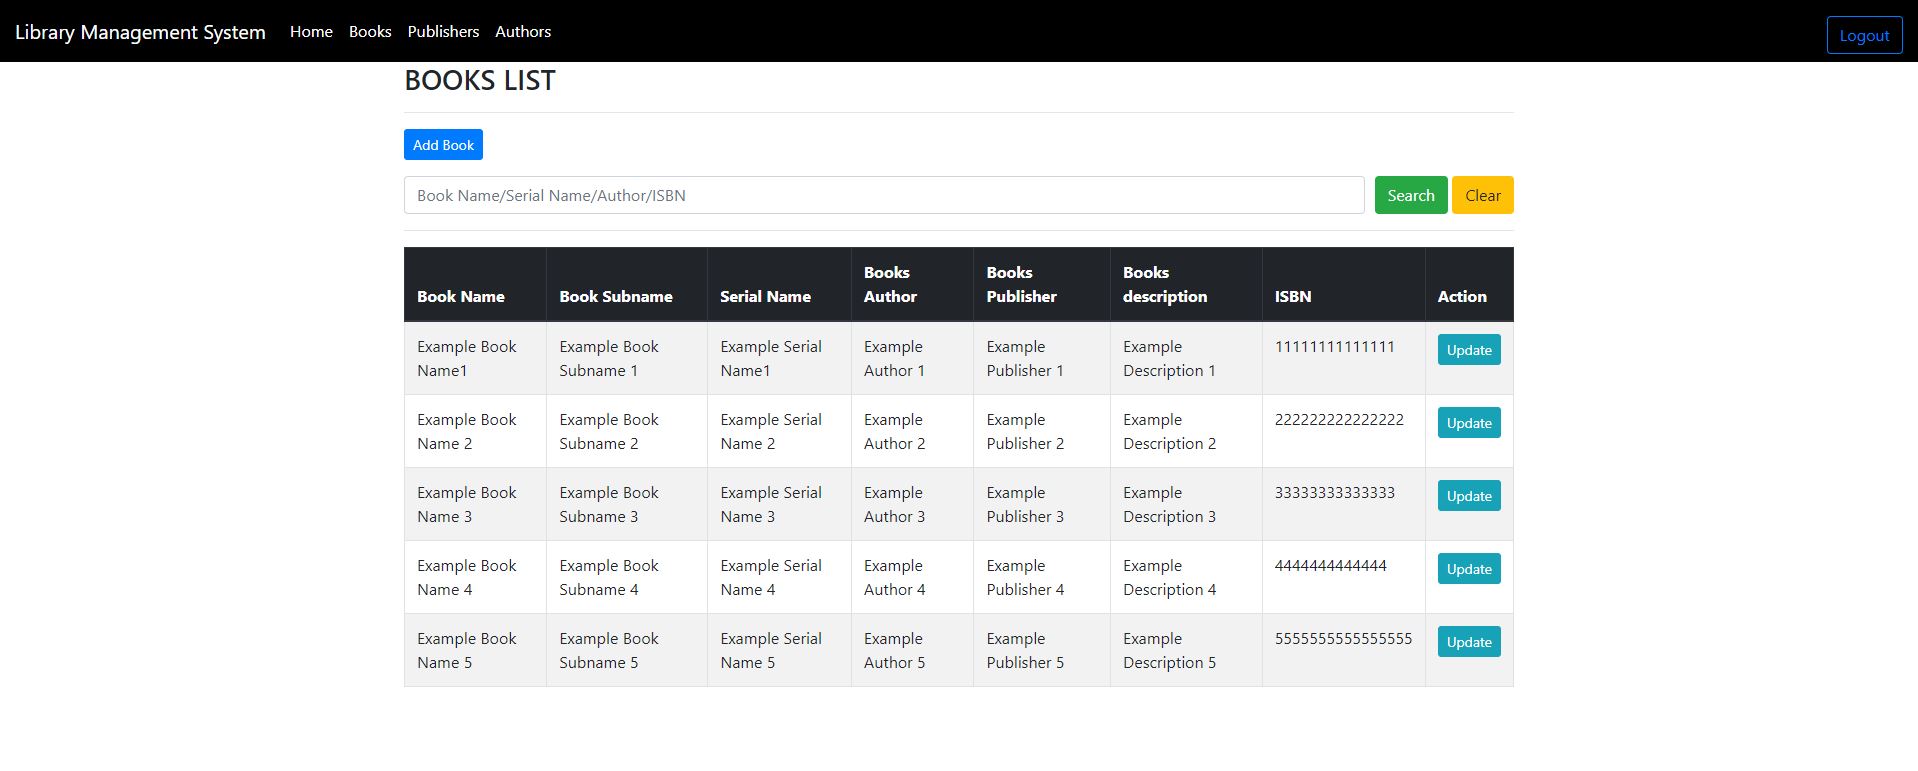 Library Management System Home Books Publishers Authors Logout
BOOKS LIST
Add Book
Book Name/Serial Name/Author/ISBN Search Clear
Books Books Books
Book Name Book Subname Serial Name Author Publisher description ISBN Action
Example Book Example Book Example Serial Example Example Example 11111111111111 Update
Name1 Subname 1 Name1 Author 1 Publisher 1 Description 1
Example Book Example Book Example Serial Example Example Example 222222222222222 Update
Name 2 Subname 2 Name 2 Author 2 Publisher 2 Description 2
Example Book Example Book Example Serial Example Example Example 33333333333333 Update
Name 3 Subname 3 Name 3 Author 3 Publisher 3 Description 3
Example Book Example Book Example Serial Example Example Example 4444444444444 Update
Name 4 Subname 4 Name 4 Author 4 Publisher 4 Description 4
Example Book Example Book Example Serial Example Example Example 5555555555555555 Update
Name 5 Subname 5 Name 5 Author 5 Publisher 5 Description 5